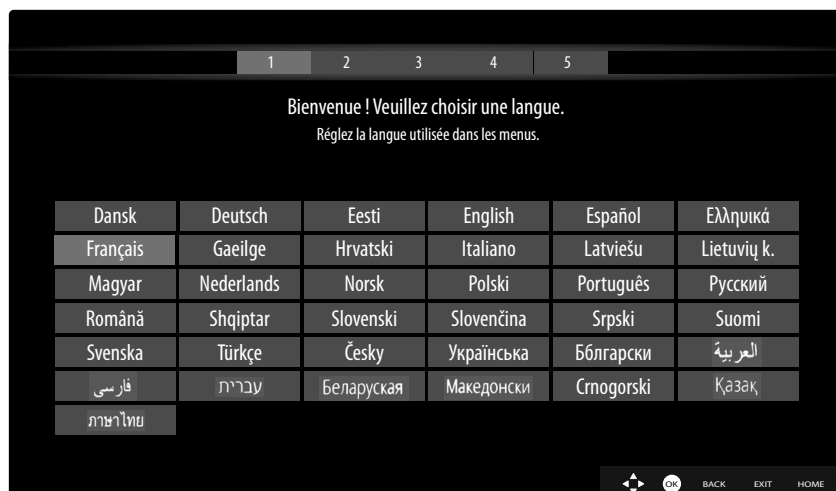 1 2 3 4 5
Bienvenue ! Veuillez choisir une langue.
Réglez la langue utilisée dans les menus.
Dansk Deutsch Eesti English Español Ελληυικά
Français Gaeilge Hrvatski Italiano Latviešu Lietuvių k.
Magyar Nederlands Norsk Polski Português Русский
Română Shqiptar Slovenski Slovenčina Srpski Suomi
Svenska Türkçe Česky Українська Ббпгарски العربية
فارسی עברית Беларуская Македонски Crnogorski Қазақ
ภาษาไทย
OK BACK EXIT HOME